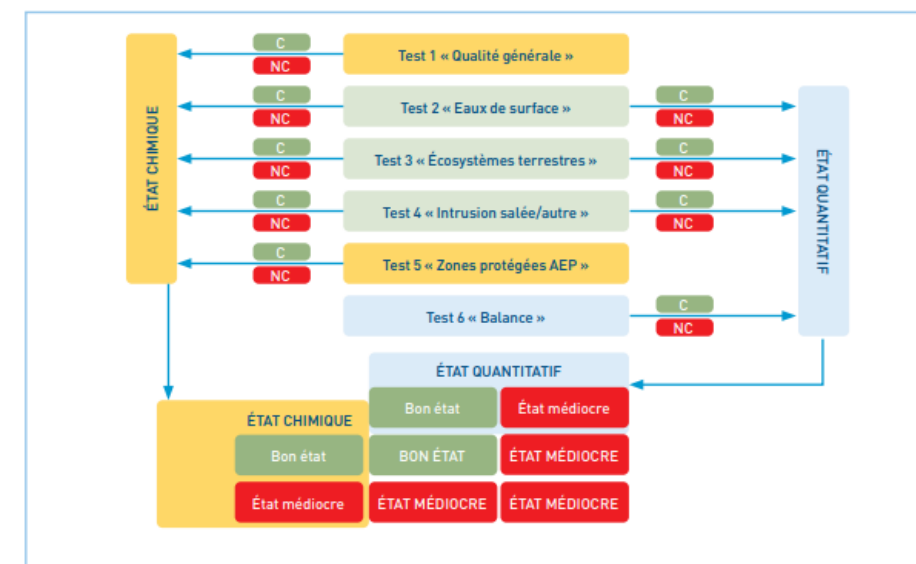 C
Test 1 « Qualité générale »
NC
C
Test 2 « Eaux de surface »
C
NC
NC
C
Test 3 « Écosystèmes terrestres »
C
NC
NC
C
Test 4 « Intrusion salée/autre »
C
NC
NC
C
Test 5 « Zones protégées AEP »
NC
Test 6 « Balance »
C
NC
ÉTAT CHIMIQUE
ÉTAT QUANTITATIF
ÉTAT QUANTITATIF
ÉTAT CHIMIQUE
Bon état
État médiocre
Bon état
BON ÉTAT
ÉTAT MÉDIOCRE
État médiocre
ÉTAT MÉDIOCRE
ÉTAT MÉDIOCRE